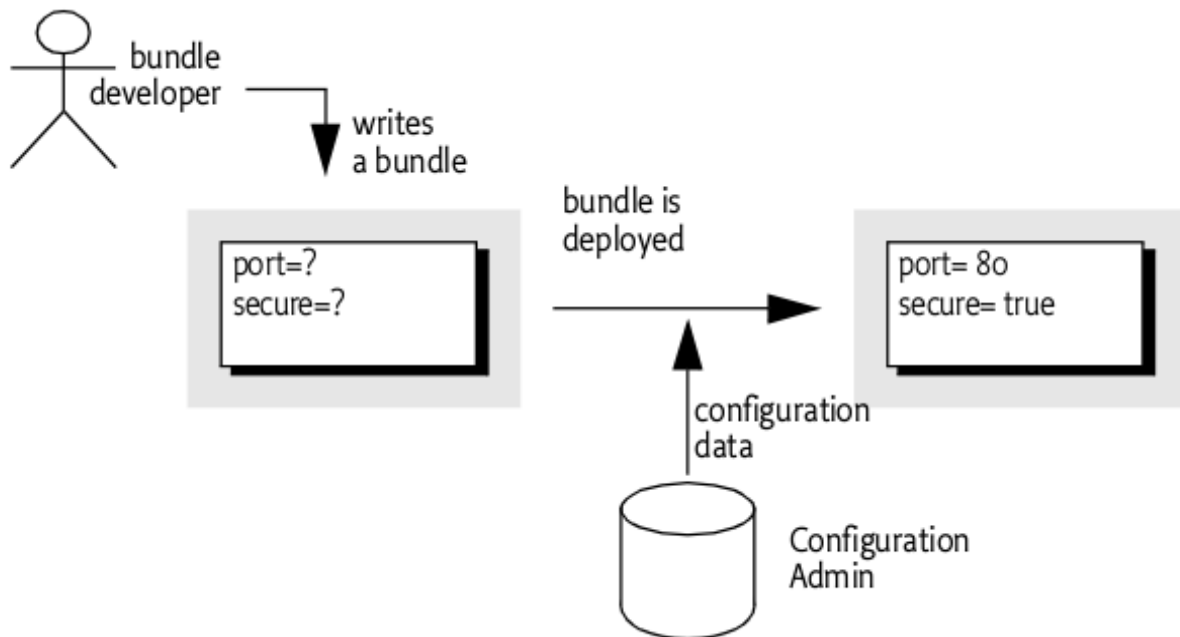 bundle
developer
writes
a bundle
port=?
secure=?
bundle is
deployed
port= 80
secure= true
configuration
data
Configuration
Admin